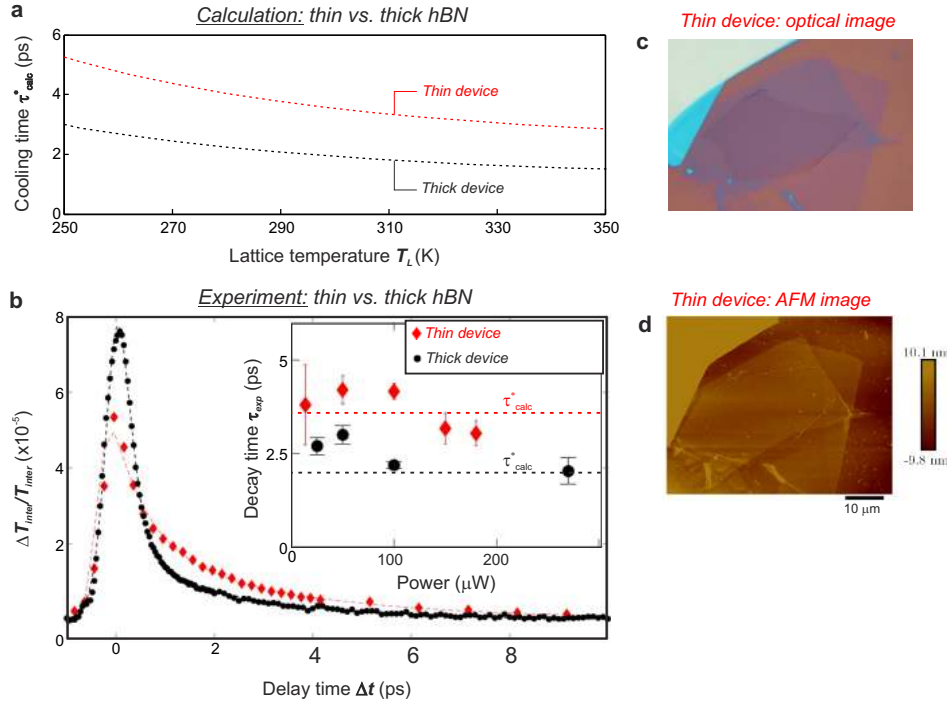 a
Calculation: thin vs. thick hBN
Cooling time τ*calc (ps)
6
4
2
0
Thin device
Thick device
250
270
290
310
330
350
Lattice temperature TL (K)
b
Experiment: thin vs. thick hBN
ΔTinter/Tinter (x10-5)
8
6
4
2
0
0
2
4
6
8
Delay time Δt (ps)
Thin device
Thick device
Decay time τexp (ps)
5
2.5
0
τ*calc
τ*calc
0
100
200
Power (μW)
c
Thin device: optical image
Thin device: AFM image
d
10.1 nm
-9.8 nm
10 μm